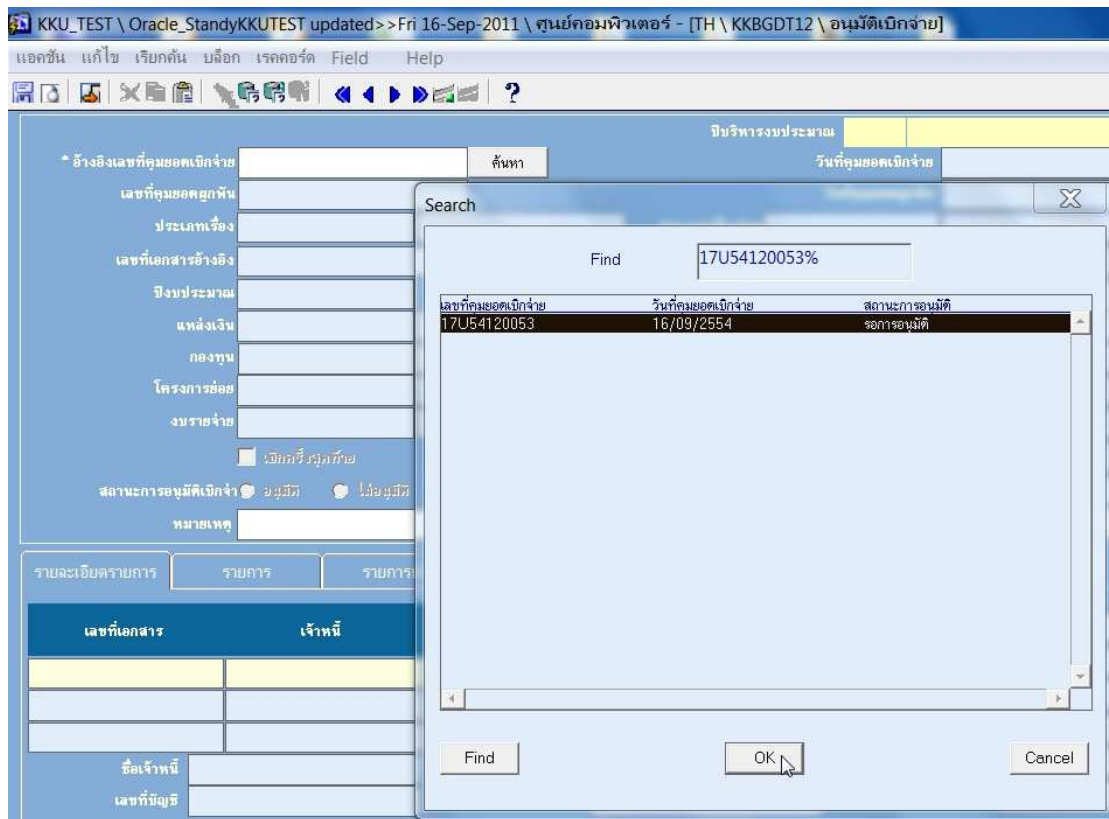 KKU_TEST \ Oracle_StandyKKUTEST updated>>Fri 16-Sep-2011 \ ศูนย์คอมพิวเตอร์ - [TH \ KKBGDT12 \ อนุมัติเบิกจ่าย]
แอคชัน แก้ไข เรียกค้น บล็อก เรคคอร์ด Field Help
ปีบริหารงบประมาณ
* อ้างอิงเลขที่คุมยอดเบิกจ่าย ค้นหา วันที่คุมยอดเบิกจ่าย
เลขที่คุมยอดผูกพัน
Search
ประเภทเรื่อง
เลขที่เอกสารอ้างอิง
Find 17U54120053%
ปีงบประมาณ
เลขที่คุมยอดเบิกจ่าย วันที่คุมยอดเบิกจ่าย สถานะการอนุมัติ
17U54120053 16/09/2554 รอการอนุมัติ
แหล่งเงิน
กองทุน
โครงการย่อย
งบรายจ่าย
เบิกครั้งสุดท้าย
สถานะการอนุมัติเบิกจ่า อนุมัติ ไม่อนุมัติ
หมายเหตุ
รายละเอียดรายการ รายการ รายการ
เลขที่เอกสาร เจ้าหนี้
Find OK Cancel
ชื่อเจ้าหนี้
เลขที่บัญชี